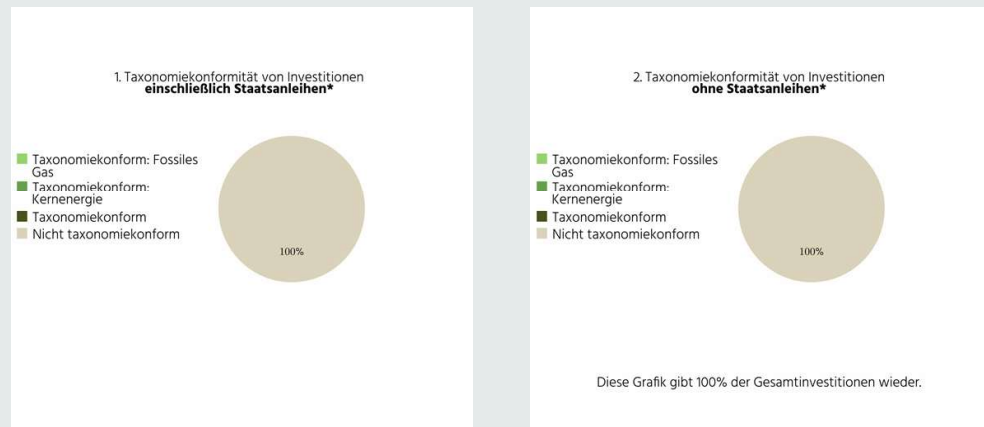 1. Taxonomiekonformität von Investitionen
einschließlich Staatsanleihen*
Taxonomiekonform: Fossiles
Gas
Taxonomiekonform:
Kernenergie
Taxonomiekonform
Nicht taxonomiekonform
100%
2. Taxonomiekonformität von Investitionen
ohne Staatsanleihen*
Taxonomiekonform: Fossiles
Gas
Taxonomiekonform:
Kernenergie
Taxonomiekonform
Nicht taxonomiekonform
100%
Diese Grafik gibt 100% der Gesamtinvestitionen wieder.